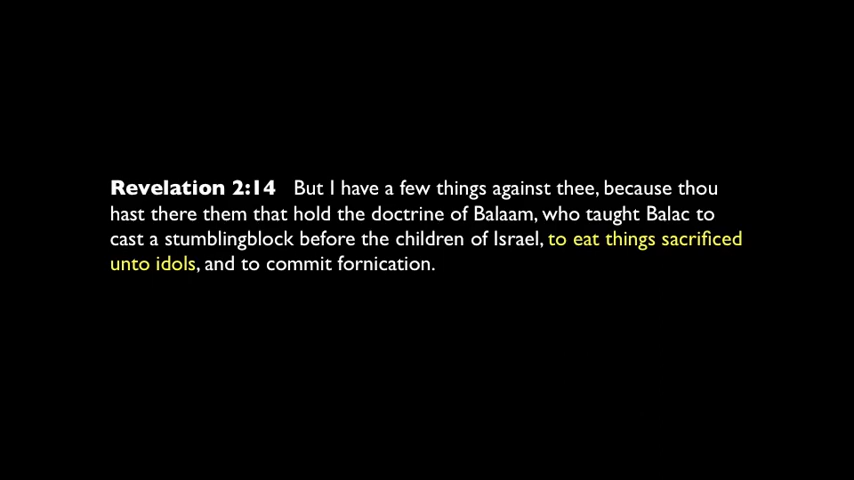 Revelation 2:14 But I have a few things against thee, because thou
hast there them that hold the doctrine of Balaam, who taught Balac to
cast a stumblingblock before the children of Israel, to eat things sacrificed
unto idols, and to commit fornication.